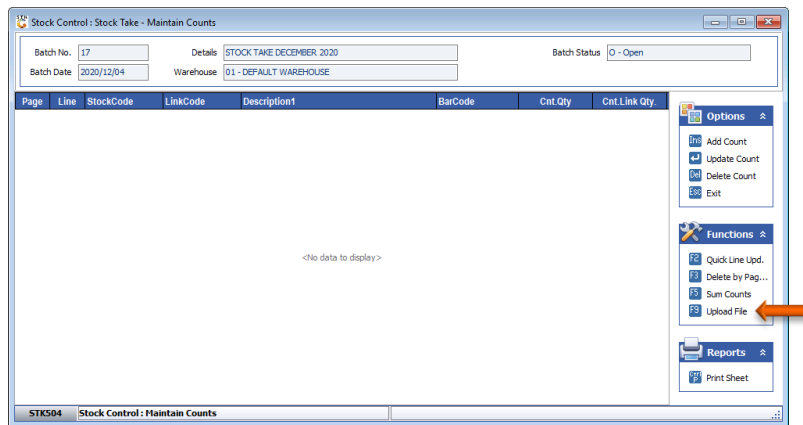 Stock Control : Stock Take - Maintain Counts
Batch No. 17 Details STOCK TAKE DECEMBER 2020 Batch Status O - Open
Batch Date 2020/12/04 Warehouse 01 - DEFAULT WAREHOUSE
Page Line StockCode LinkCode Description1 BarCode Cnt.Qty Cnt.Link Qty.
<No data to display>
Options
Ins Add Count
Update Count
Del Delete Count
Esc Exit
Functions
F2 Quick Line Upd.
F3 Delete by Pag...
F5 Sum Counts
F9 Upload File
Reports
Print Sheet
STK504 Stock Control : Maintain Counts